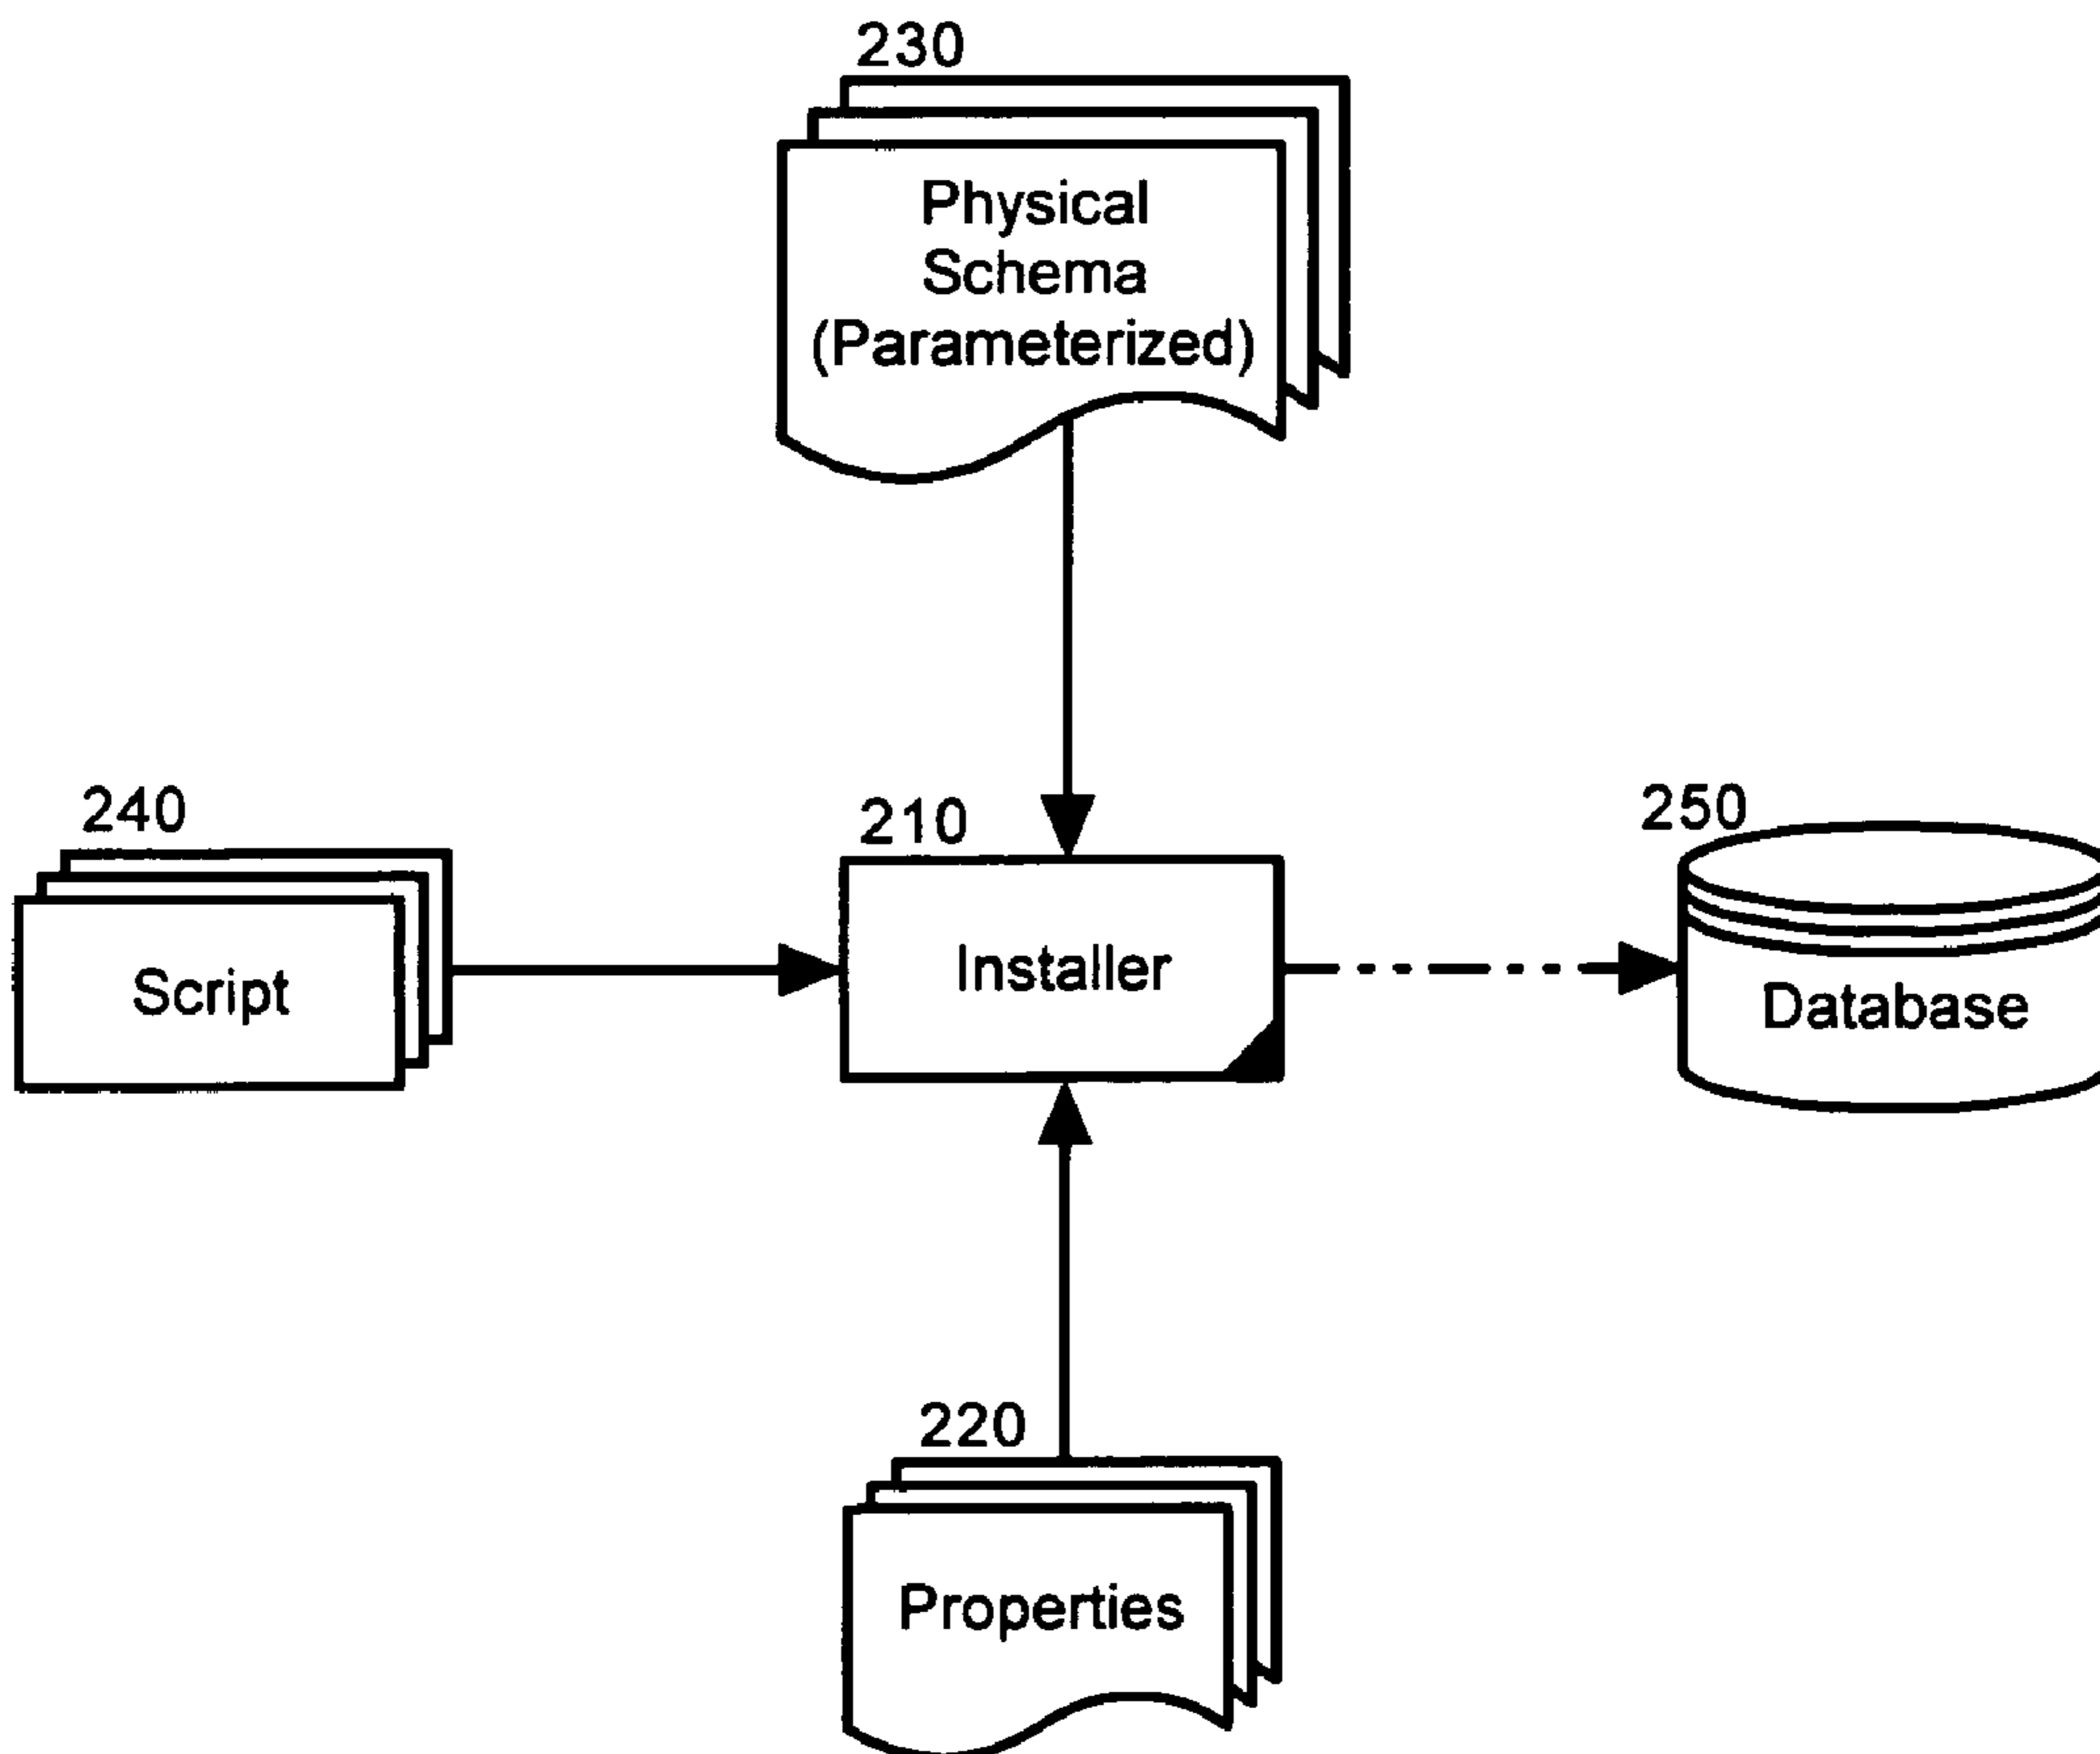 230
Physical
Schema
(Parameterized)
240
Script
210
Installer
250
Database
220
Properties